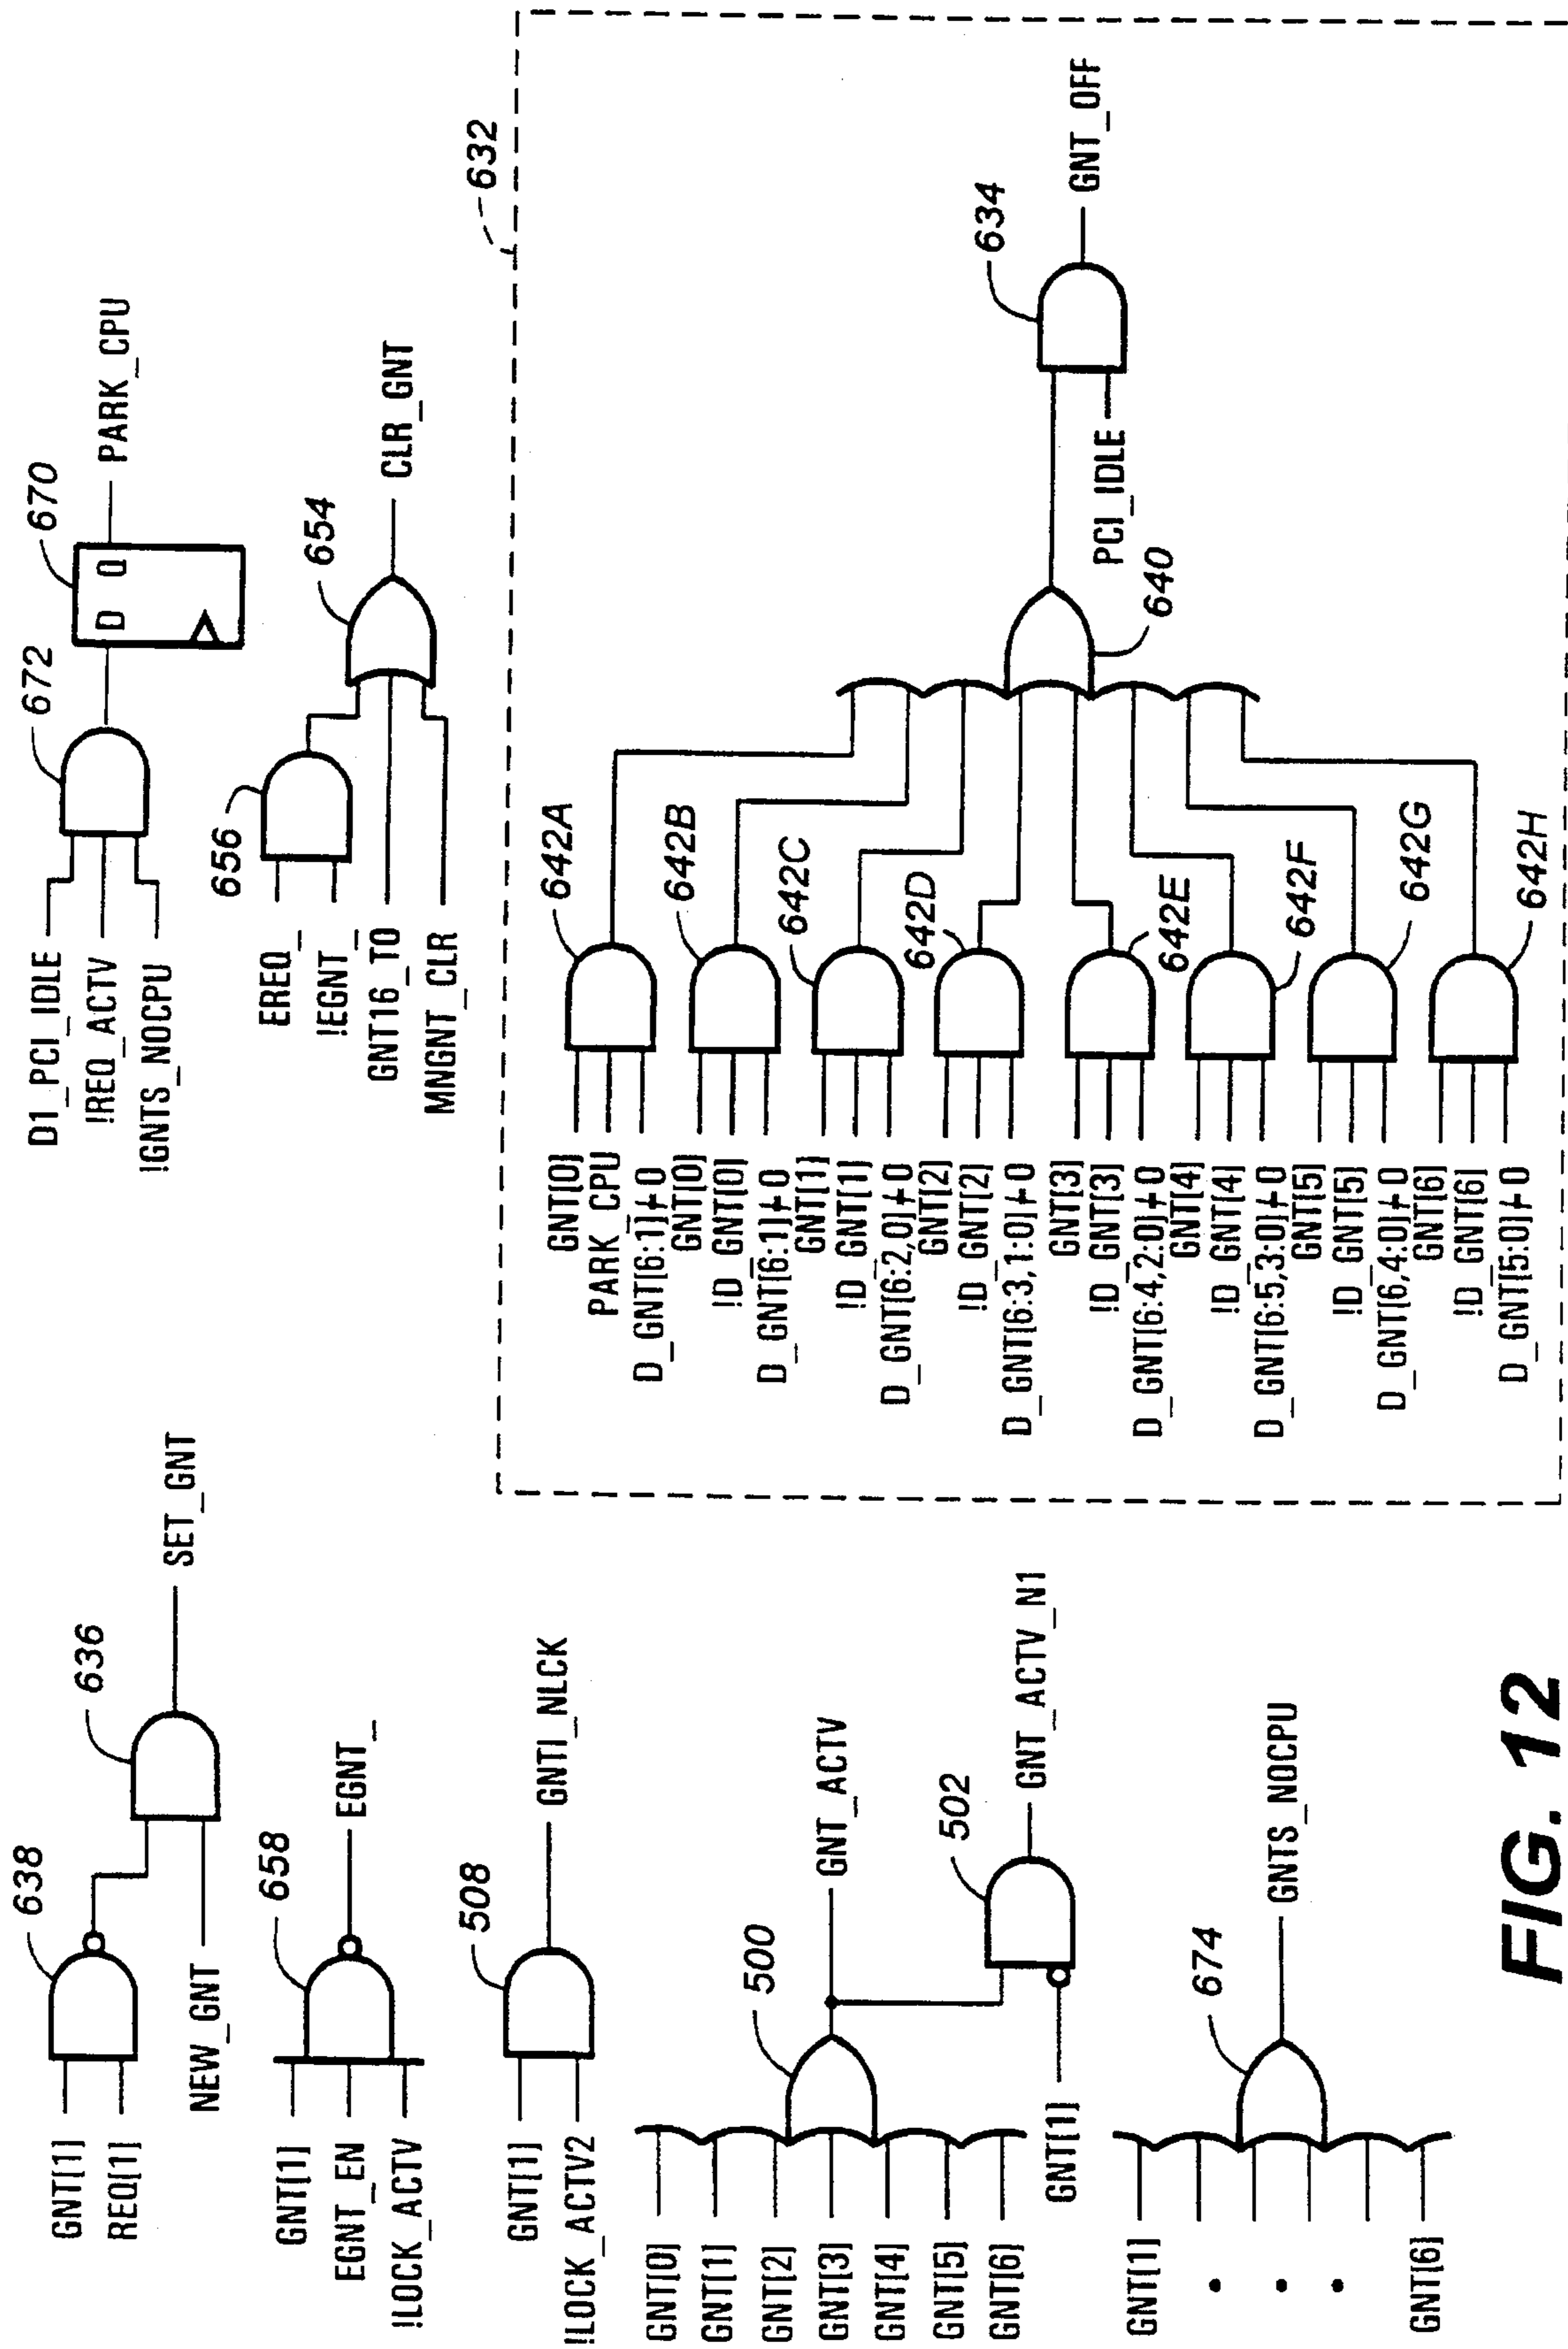 GNT[1]
REQ[1]
638
NEW_GNT
636
SET_GNT
GNT[1]
EGNT_EN
!LOCK_ACTV
658
EGNT_
GNT[1]
!LOCK_ACTV2
508
GNT1_NLCK
GNT[0]
GNT[1]
GNT[2]
GNT[3]
GNT[4]
GNT[5]
GNT[6]
500
GNT_ACTV
GNT[1]
502
GNT_ACTV_N1
GNT[1]
GNT[6]
674
GNTS_NOCPU
D1_PCI_IDLE
!REQ_ACTV
!GNTS_NOCPU
672
D Q
670
PARK_CPU
EREQ_
!EGNT_
GNT16_TO
MNGNT_CLR
656
654
CLR_GNT
632
GNT[0]
PARK_CPU
D_GNT[6:1]≠0
642A
GNT[0]
!D_GNT[0]
D_GNT[6:1]≠0
642B
GNT[1]
!D_GNT[1]
D_GNT[6:2,0]≠0
642C
GNT[2]
!D_GNT[2]
D_GNT[6:3,1:0]≠0
642D
GNT[3]
!D_GNT[3]
D_GNT[6:4,2:0]≠0
642E
GNT[4]
!D_GNT[4]
D_GNT[6:5,3:0]≠0
642F
GNT[5]
!D_GNT[5]
D_GNT[6,4:0]≠0
642G
GNT[6]
!D_GNT[6]
D_GNT[5:0]≠0
642H
640
PCI_IDLE
634
GNT_OFF
FIG. 12